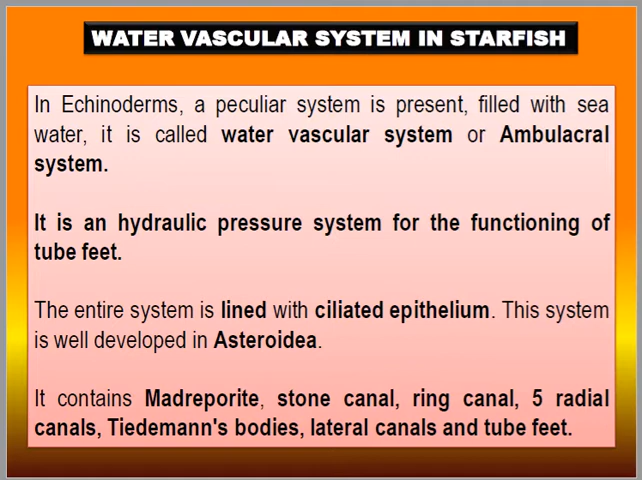 WATER VASCULAR SYSTEM IN STARFISH
In Echinoderms, a peculiar system is present, filled with sea
water, it is called water vascular system or Ambulacral
system.
It is an hydraulic pressure system for the functioning of
tube feet.
The entire system is lined with ciliated epithelium. This system
is well developed in Asteroidea.
It contains Madreporite, stone canal, ring canal, 5 radial
canals, Tiedemann's bodies, lateral canals and tube feet.